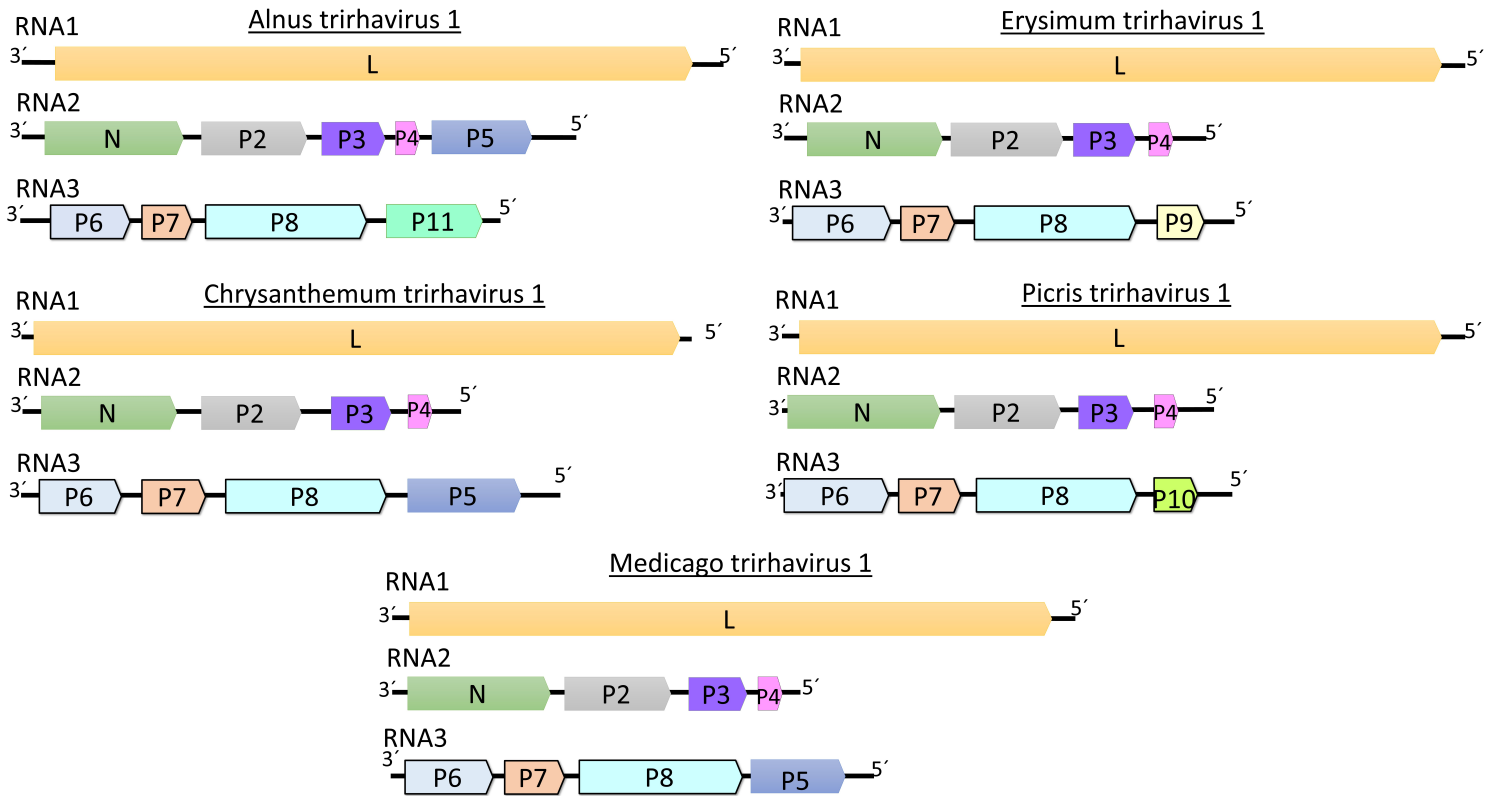 Alnus trirhavirus 1
RNA1
3´ L 5´
RNA2
3´ N P2 P3 P4 P5 5´
RNA3
3´ P6 P7 P8 P11 5´
Erysimum trirhavirus 1
RNA1
3´ L 5´
RNA2
3´ N P2 P3 P4 5´
RNA3
3´ P6 P7 P8 P9 5´
Chrysanthemum trirhavirus 1
RNA1
3´ L 5´
RNA2
3´ N P2 P3 P4 5´
RNA3
3´ P6 P7 P8 P5 5´
Picris trirhavirus 1
RNA1
3´ L 5´
RNA2
3´ N P2 P3 P4 5´
RNA3
3´ P6 P7 P8 P10 5´
Medicago trirhavirus 1
RNA1
3´ L 5´
RNA2
3´ N P2 P3 P4 5´
RNA3
3´ P6 P7 P8 P5 5´